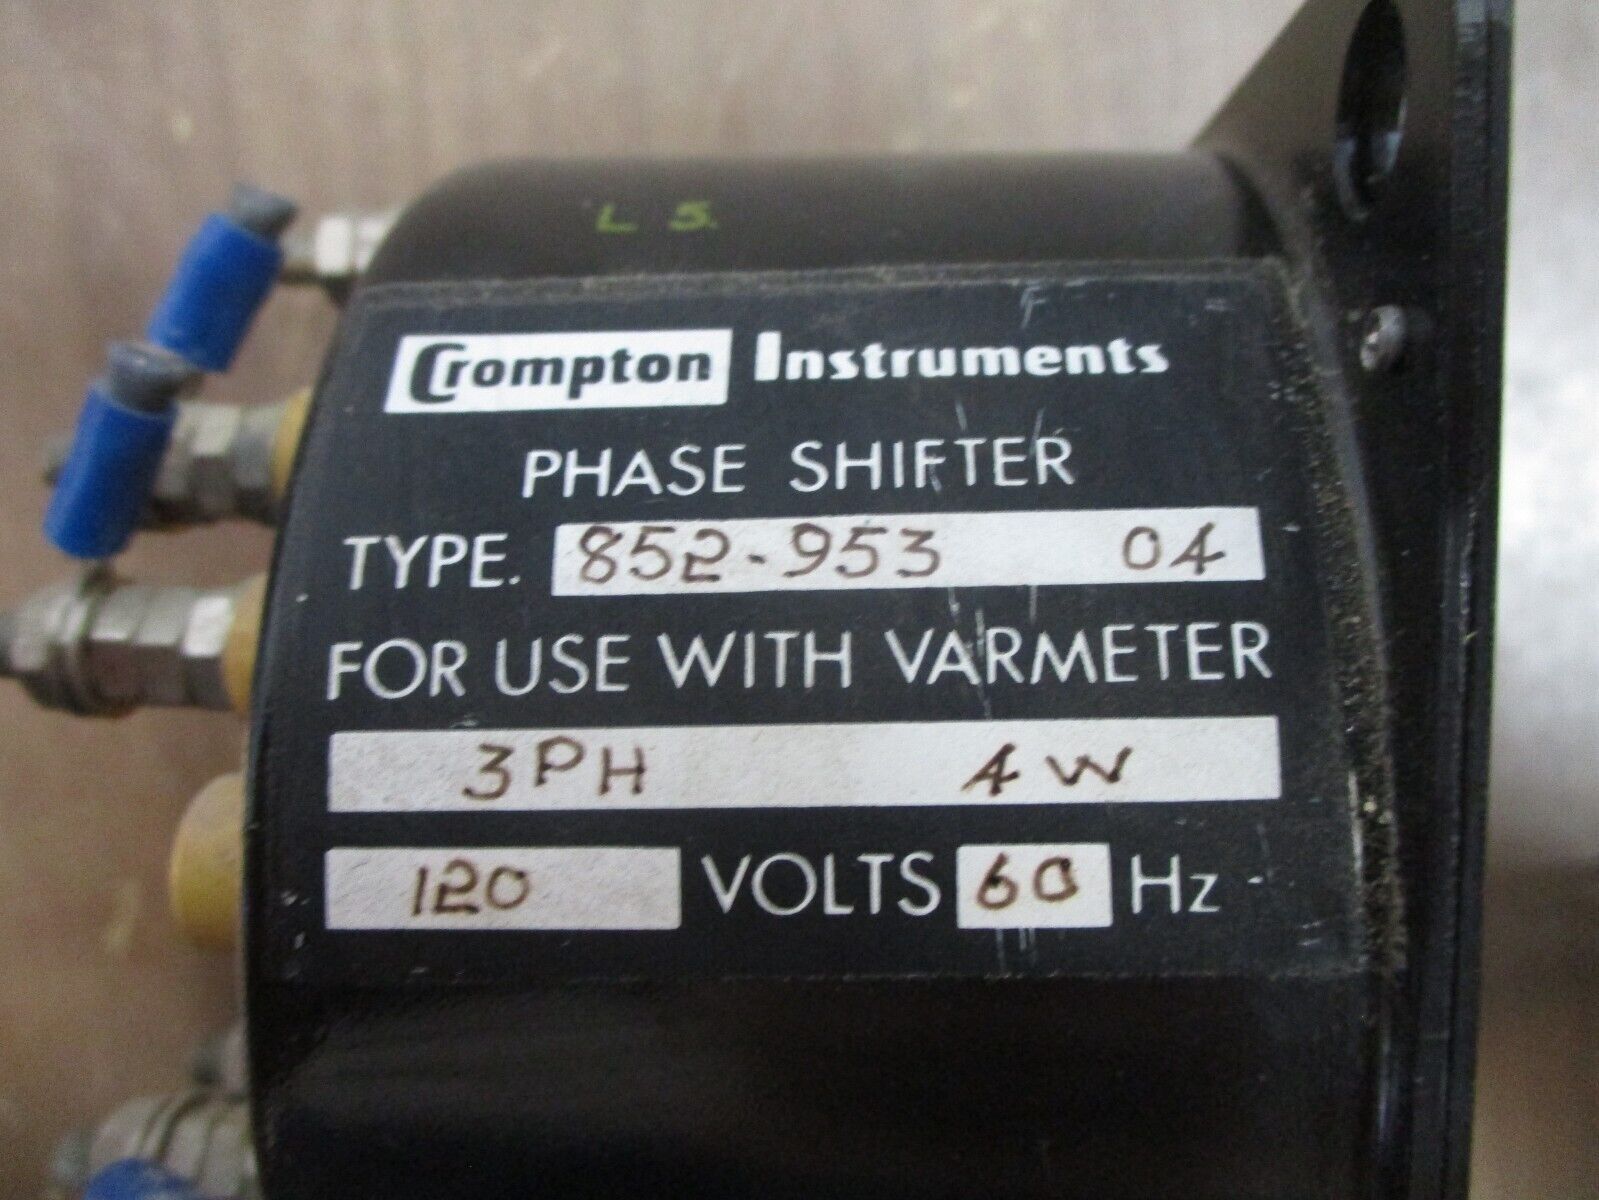 L S.
Crompton Instruments
PHASE SHIFTER
TYPE. 852-953 04
FOR USE WITH VARMETER
3PH 4W
120 VOLTS 60 Hz